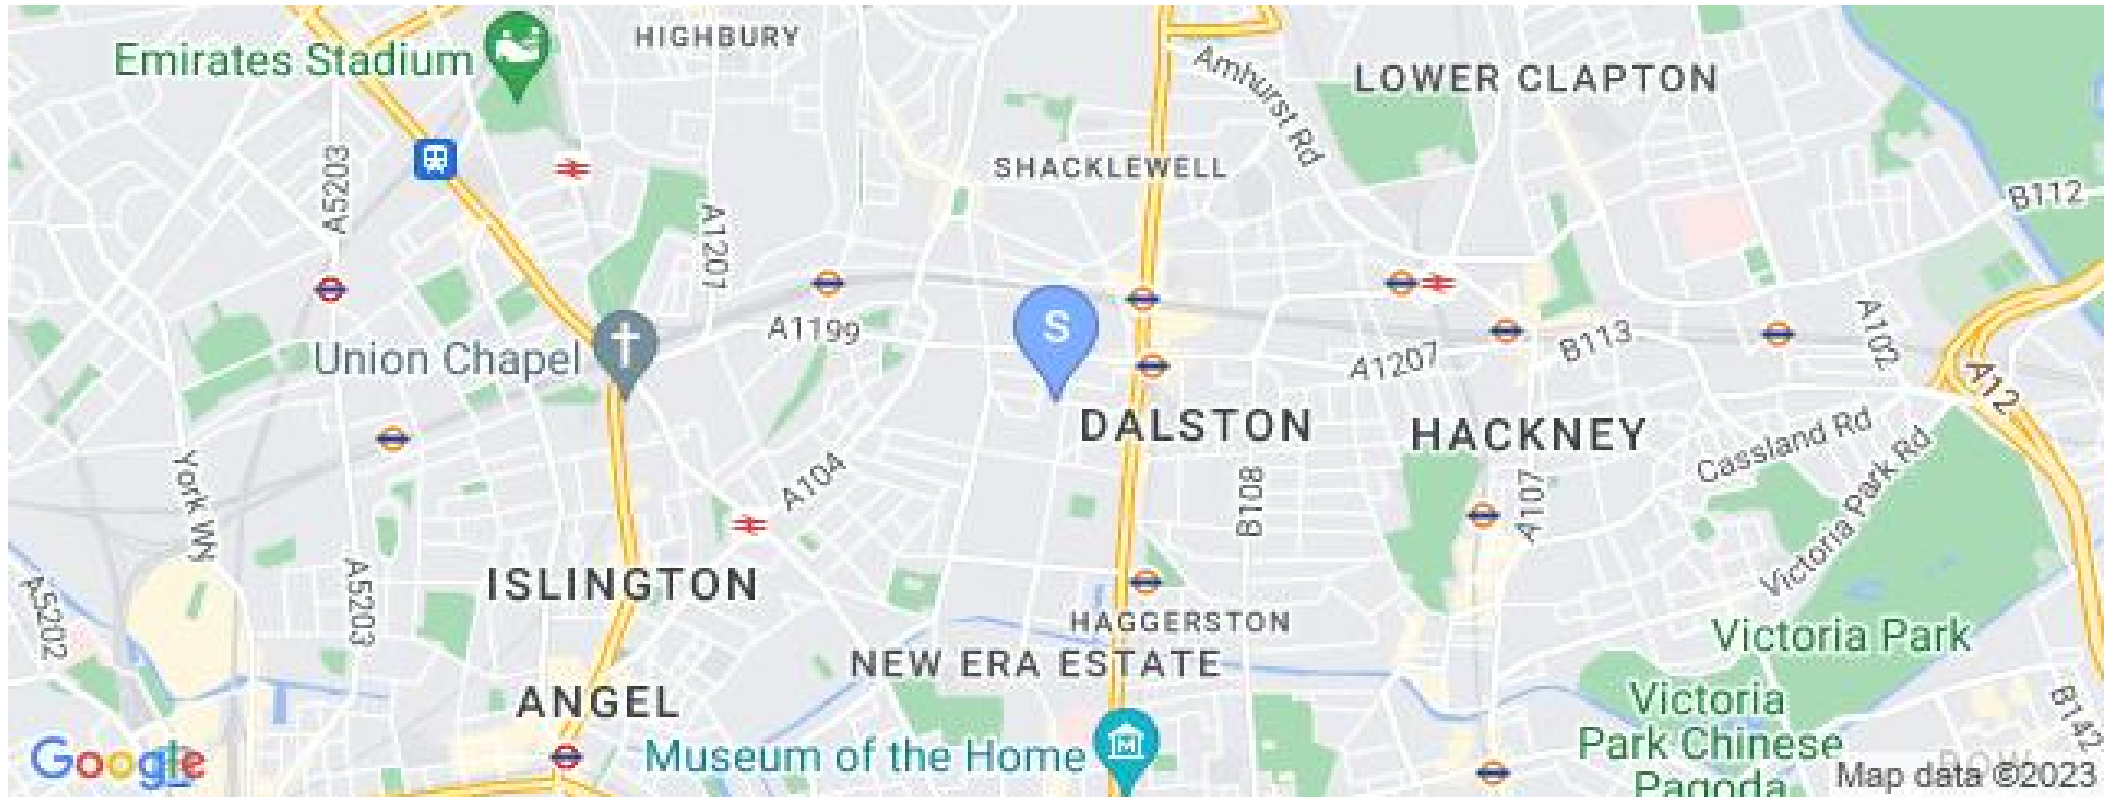 HIGHBURY
Emirates Stadium
Amhurst Rd
LOWER CLAPTON
A5203
SHACKLEWELL
A1207
B112
S
A1199
Union Chapel
A1207
B113
A102
A12
DALSTON
HACKNEY
Cassland Rd
York Wy
A104
B108
A107
Victoria Park Rd
A5202
A5203
ISLINGTON
HAGGERSTON
NEW ERA ESTATE
Victoria Park
ANGEL
Victoria
Park Chinese
Pagoda
B142
Museum of the Home
M
Google
Map data ©2023